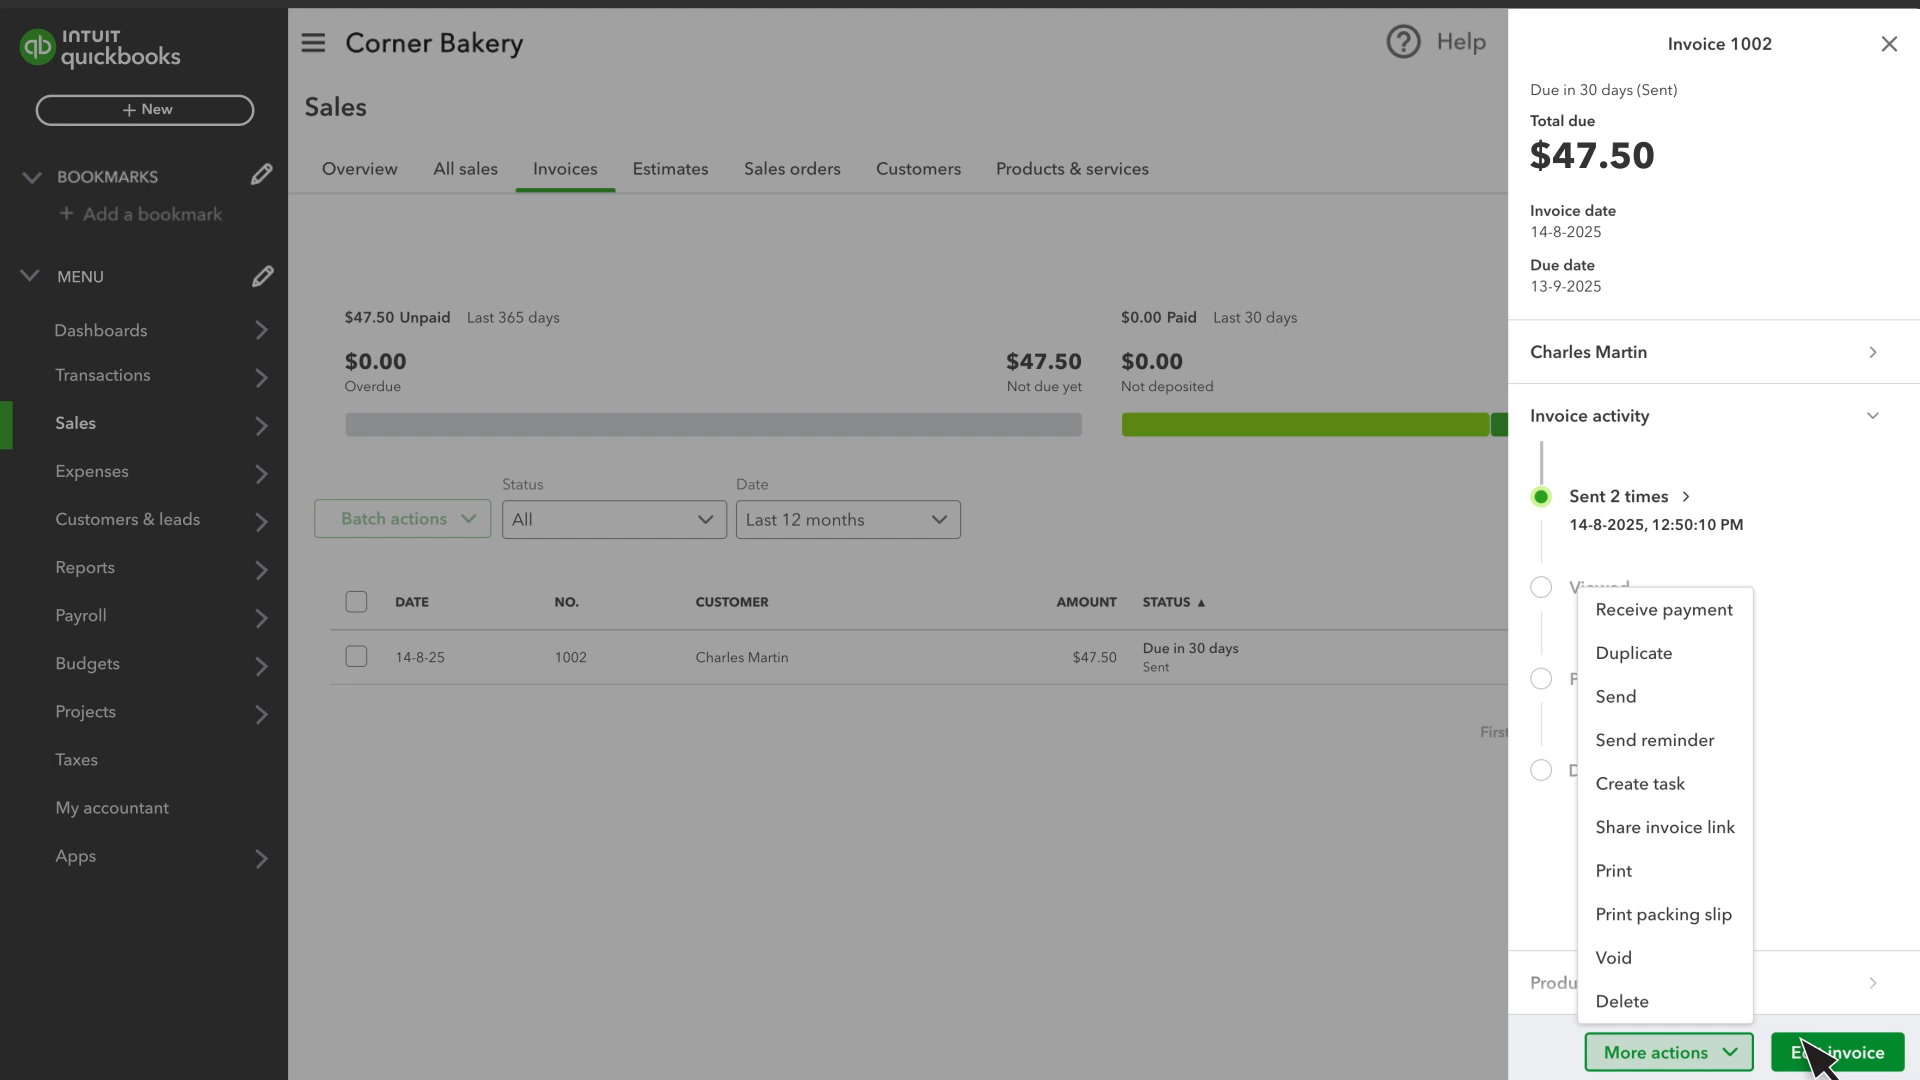 INTUIT
quickbooks
+ New
BOOKMARKS
+ Add a bookmark
MENU
Dashboards
Transactions
Sales
Expenses
Customers & leads
Reports
Payroll
Budgets
Projects
Taxes
My accountant
Apps
Corner Bakery
Help
Sales
Overview All sales Invoices Estimates Sales orders Customers Products & services
$47.50 Unpaid Last 365 days
$0.00 Paid Last 30 days
$0.00 $47.50 $0.00
Overdue Not due yet Not deposited
Status Date
Batch actions All Last 12 months
DATE NO. CUSTOMER AMOUNT STATUS ▲
14-8-25 1002 Charles Martin $47.50 Due in 30 days
Sent
First
Invoice 1002
Due in 30 days (Sent)
Total due
$47.50
Invoice date
14-8-2025
Due date
13-9-2025
Charles Martin
Invoice activity
Sent 2 times
14-8-2025, 12:50:10 PM
Viewed
Receive payment
Duplicate
Send
Send reminder
Create task
Share invoice link
Print
Print packing slip
Void
Delete
Produ
More actions
invoice